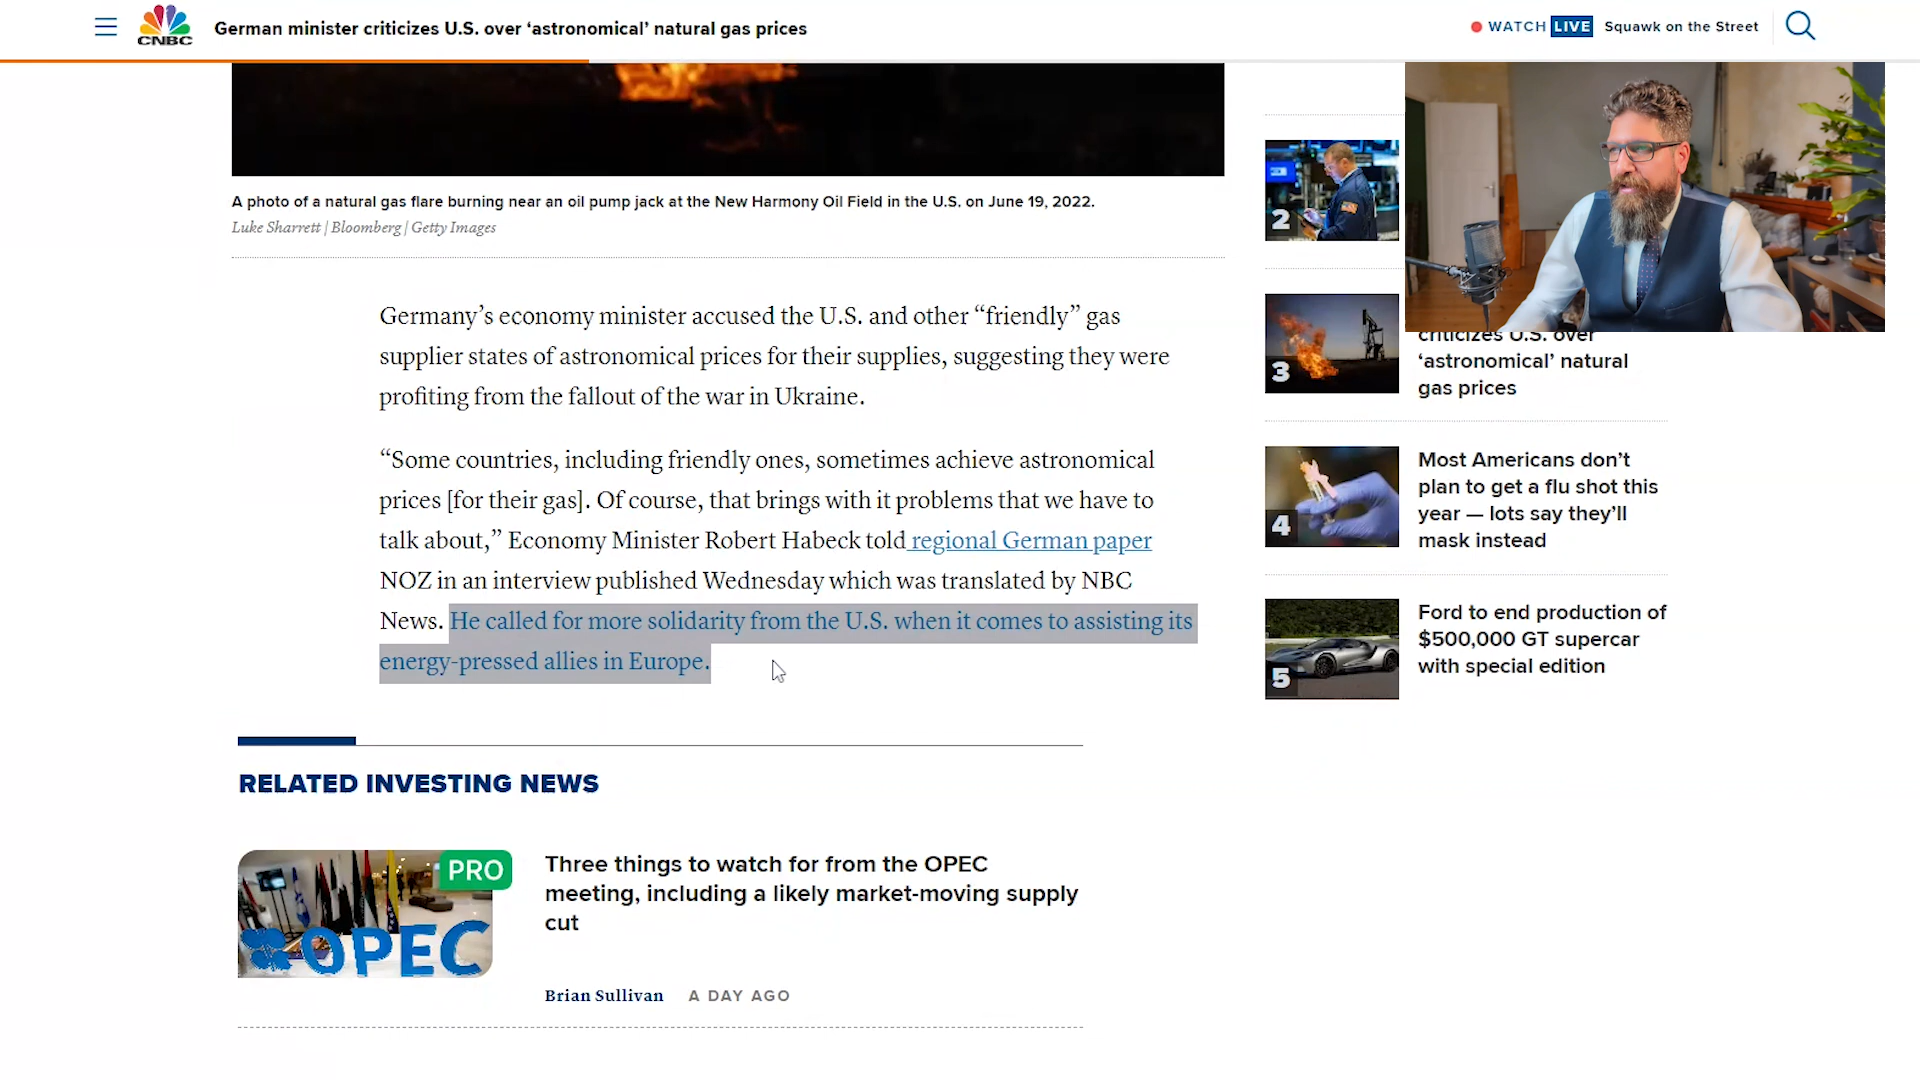 CNBC
German minister criticizes U.S. over ‘astronomical’ natural gas prices
WATCH LIVE
Squawk on the Street
A photo of a natural gas flare burning near an oil pump jack at the New Harmony Oil Field in the U.S. on June 19, 2022.
Luke Sharrett | Bloomberg | Getty Images
Germany’s economy minister accused the U.S. and other “friendly” gas
supplier states of astronomical prices for their supplies, suggesting they were
profiting from the fallout of the war in Ukraine.
“Some countries, including friendly ones, sometimes achieve astronomical
prices [for their gas]. Of course, that brings with it problems that we have to
talk about,” Economy Minister Robert Habeck told regional German paper
NOZ in an interview published Wednesday which was translated by NBC
News. He called for more solidarity from the U.S. when it comes to assisting its
energy-pressed allies in Europe.
RELATED INVESTING NEWS
PRO
OPEC
Three things to watch for from the OPEC
meeting, including a likely market-moving supply
cut
Brian Sullivan
A DAY AGO
2
3
criticizes U.S. over
‘astronomical’ natural
gas prices
4
Most Americans don’t
plan to get a flu shot this
year — lots say they’ll
mask instead
5
Ford to end production of
$500,000 GT supercar
with special edition